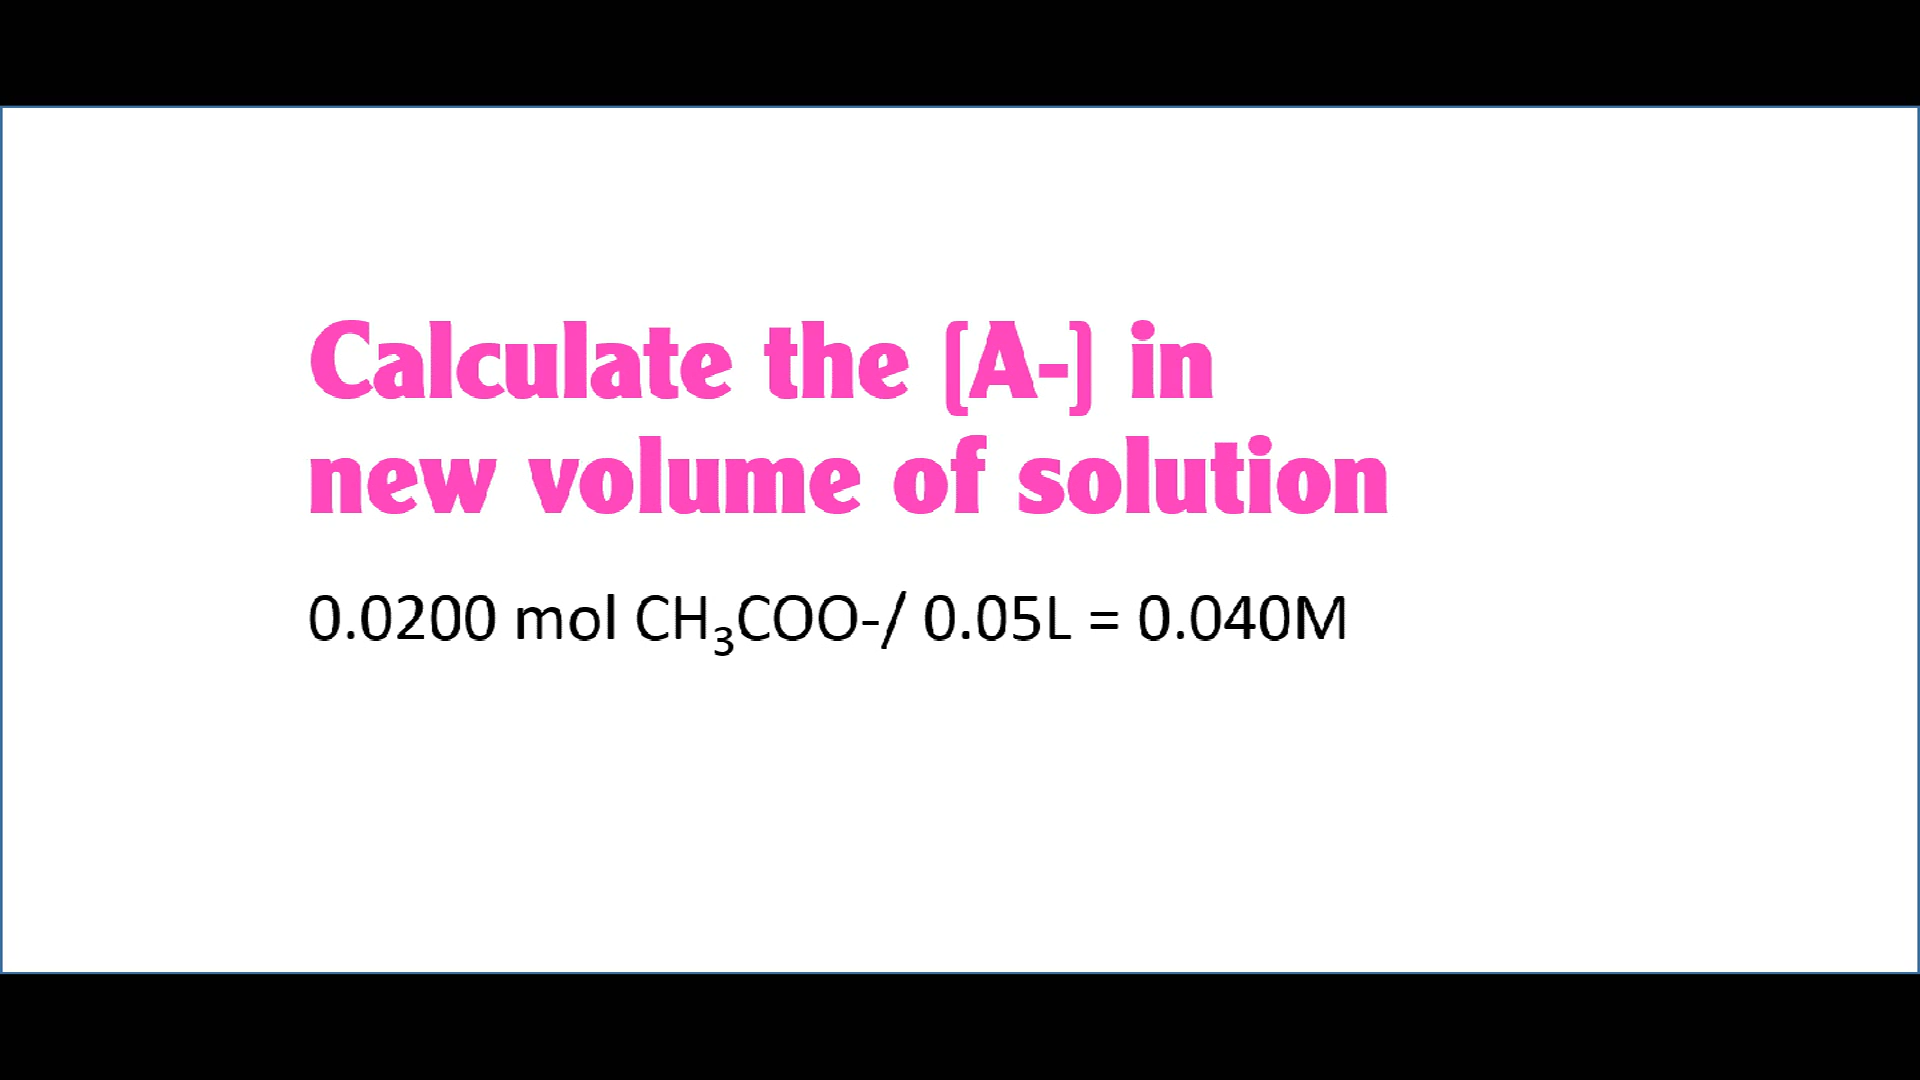 Calculate the [A-] in
new volume of solution
0.0200 mol CH₃COO-/ 0.05L = 0.040M